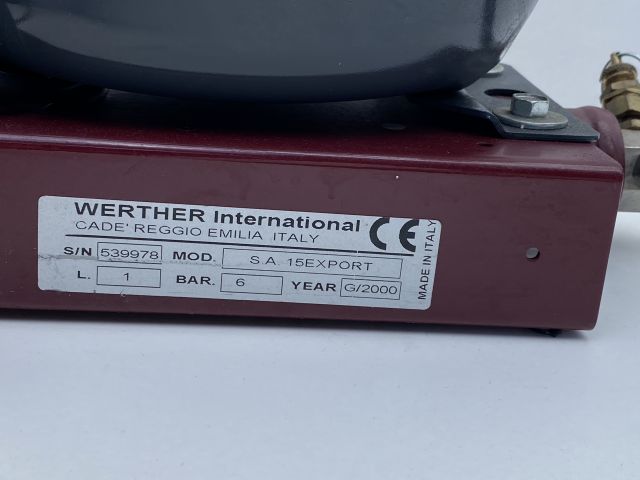 WERTHER International CE
CADE' REGGIO EMILIA ITALY
S/N 539978 MOD. S.A. 15EXPORT
L. 1 BAR. 6 YEAR G/2000
MADE IN ITALY